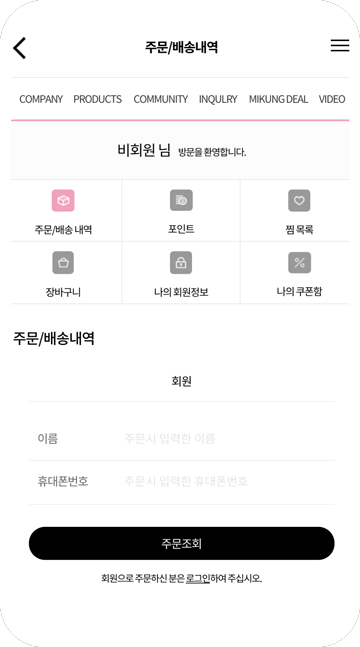 주문/배송내역
COMPANY PRODUCTS COMMUNITY INQULRY MIKUNG DEAL VIDEO
비회원 님 방문을 환영합니다.
주문/배송 내역 포인트 찜 목록
장바구니 나의 회원정보 나의 쿠폰함
주문/배송내역
회원
이름 주문시 입력한 이름
휴대폰번호 주문시 입력한 휴대폰번호
주문조회
회원으로 주문하신 분은 로그인하여 주십시오.